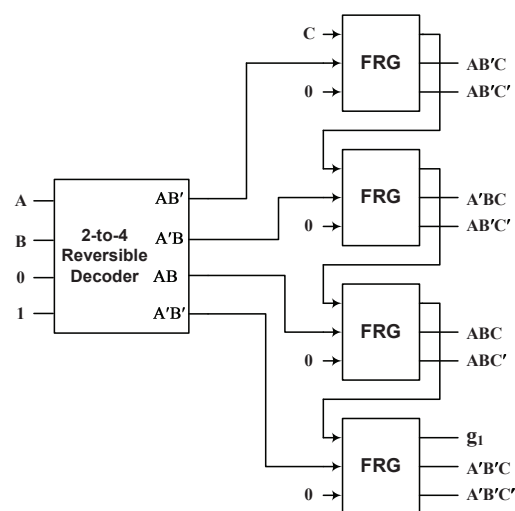 C
FRG
AB′C
0
AB′C′
A
B
0
1
2-to-4
Reversible
Decoder
AB′
A′B
AB
A′B′
FRG
A′BC
0
AB′C′
FRG
ABC
0
ABC′
FRG
g₁
A′B′C
0
A′B′C′